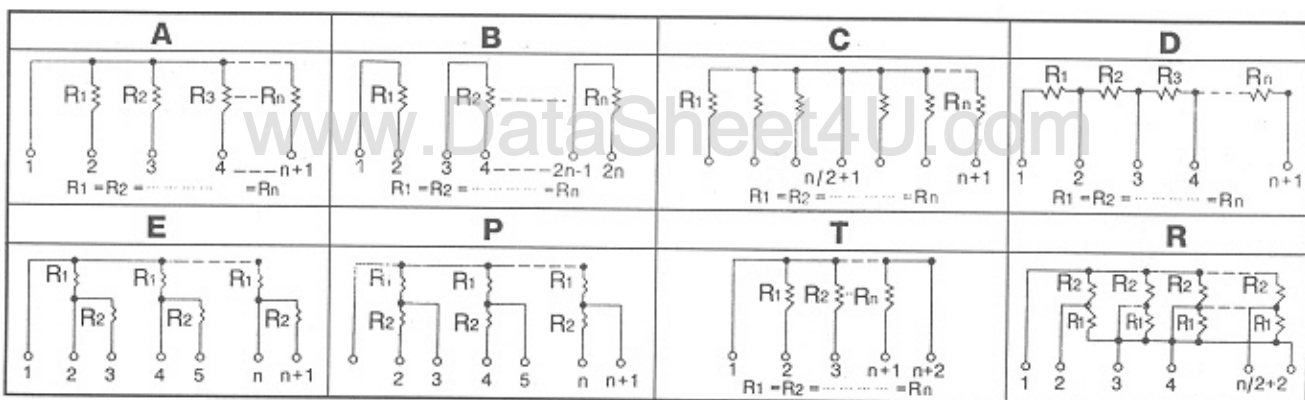 A B C D
R1 R2 R3 Rn
1 2 3 4 n+1
R1 =R2 = ............ =Rn
R1 R2 Rn
1 2 3 4 2n-1 2n
R1 =R2 = ............ =Rn
R1 Rn
n/2+1 n+1
R1 =R2 = ............ =Rn
R1 R2 R3 Rn
1 2 3 4 n+1
R1 =R2 = ............ =Rn
www.DataSheet4U.com
E P T R
R1 R1 R1
R2 R2 R2
1 2 3 4 5 n n+1
R1 R1 R1
R2 R2 R2
2 3 4 5 n n+1
R1 R2 Rn
1 2 3 n+1 n+2
R1 =R2 = ............ =Rn
R2 R2 R2 R2
R1 R1 R1 R1
1 2 3 4 n/2+2